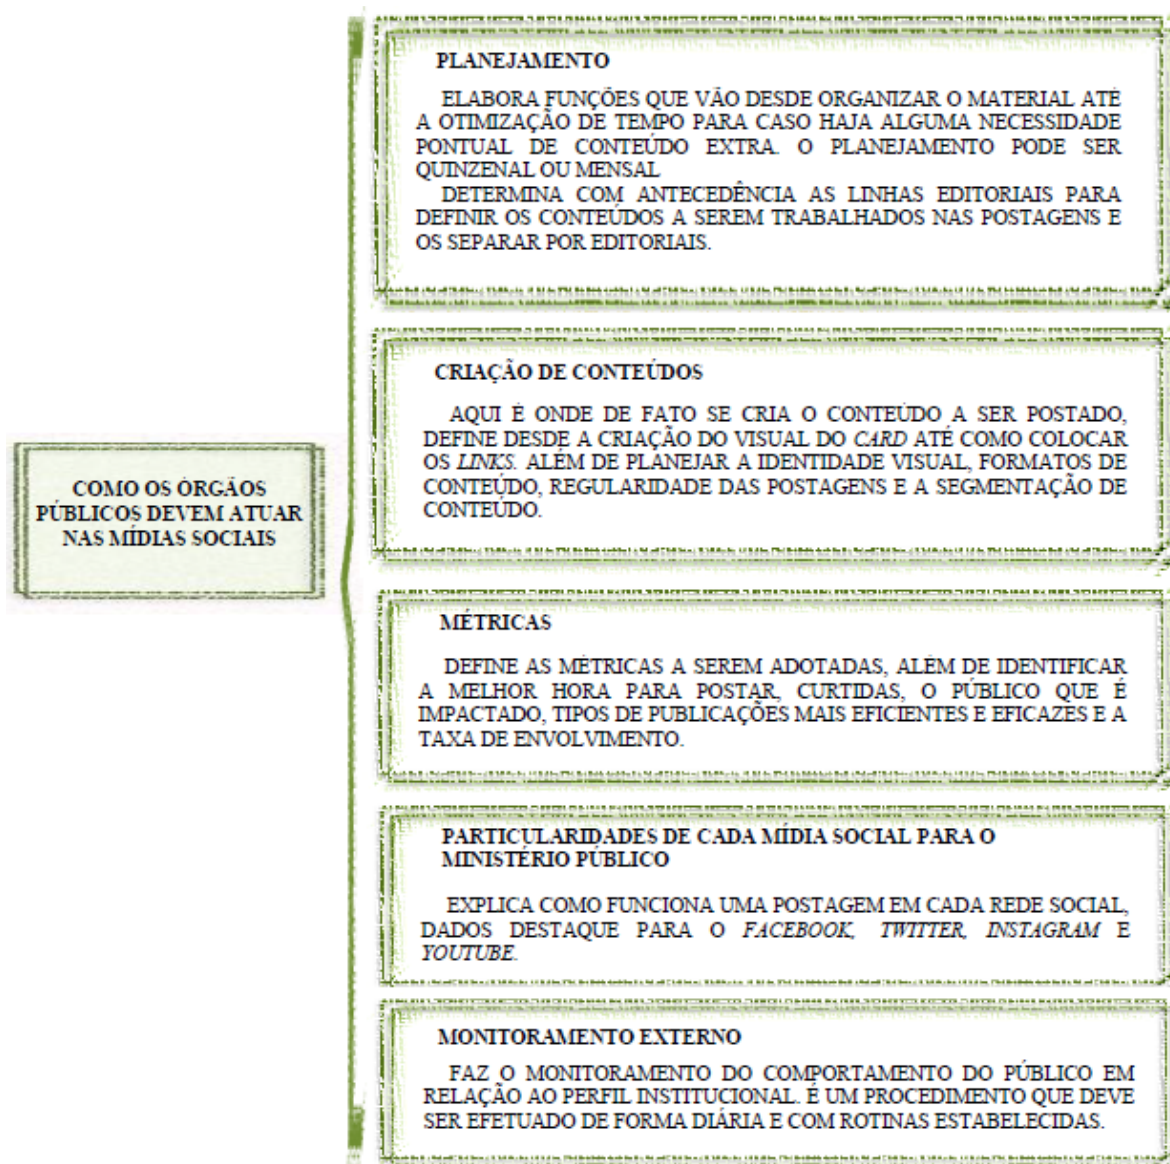 PLANEJAMENTO
ELABORA FUNÇÕES QUE VÃO DESDE ORGANIZAR O MATERIAL ATÉ
A OTIMIZAÇÃO DE TEMPO PARA CASO HAJA ALGUMA NECESSIDADE
PONTUAL DE CONTEÚDO EXTRA. O PLANEJAMENTO PODE SER
QUINZENAL OU MENSAL
DETERMINA COM ANTECEDÊNCIA AS LINHAS EDITORIAIS PARA
DEFINIR OS CONTEÚDOS A SEREM TRABALHADOS NAS POSTAGENS E
OS SEPARAR POR EDITORIAIS.
CRIAÇÃO DE CONTEÚDOS
AQUI É ONDE DE FATO SE CRIA O CONTEÚDO A SER POSTADO,
DEFINE DESDE A CRIAÇÃO DO VISUAL DO CARD ATÉ COMO COLOCAR
OS LINKS. ALÉM DE PLANEJAR A IDENTIDADE VISUAL, FORMATOS DE
CONTEÚDO, REGULARIDADE DAS POSTAGENS E A SEGMENTAÇÃO DE
CONTEÚDO.
COMO OS ÓRGÃOS
PÚBLICOS DEVEM ATUAR
NAS MÍDIAS SOCIAIS
MÉTRICAS
DEFINE AS MÉTRICAS A SEREM ADOTADAS, ALÉM DE IDENTIFICAR
A MELHOR HORA PARA POSTAR, CURTIDAS, O PÚBLICO QUE É
IMPACTADO, TIPOS DE PUBLICAÇÕES MAIS EFICIENTES E EFICAZES E A
TAXA DE ENVOLVIMENTO.
PARTICULARIDADES DE CADA MÍDIA SOCIAL PARA O
MINISTÉRIO PÚBLICO
EXPLICA COMO FUNCIONA UMA POSTAGEM EM CADA REDE SOCIAL,
DADOS DESTAQUE PARA O FACEBOOK, TWITTER, INSTAGRAM E
YOUTUBE.
MONITORAMENTO EXTERNO
FAZ O MONITORAMENTO DO COMPORTAMENTO DO PÚBLICO EM
RELAÇÃO AO PERFIL INSTITUCIONAL. É UM PROCEDIMENTO QUE DEVE
SER EFETUADO DE FORMA DIÁRIA E COM ROTINAS ESTABELECIDAS.